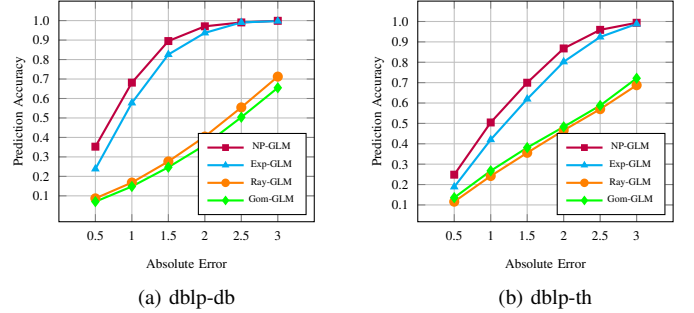 Prediction Accuracy
1.0
0.9
0.8
0.7
0.6
0.5
0.4
0.3
0.2
0.1
NP-GLM
Exp-GLM
Ray-GLM
Gom-GLM
0.5 1 1.5 2 2.5 3
Absolute Error
(a) dblp-db
Prediction Accuracy
1.0
0.9
0.8
0.7
0.6
0.5
0.4
0.3
0.2
0.1
NP-GLM
Exp-GLM
Ray-GLM
Gom-GLM
0.5 1 1.5 2 2.5 3
Absolute Error
(b) dblp-th